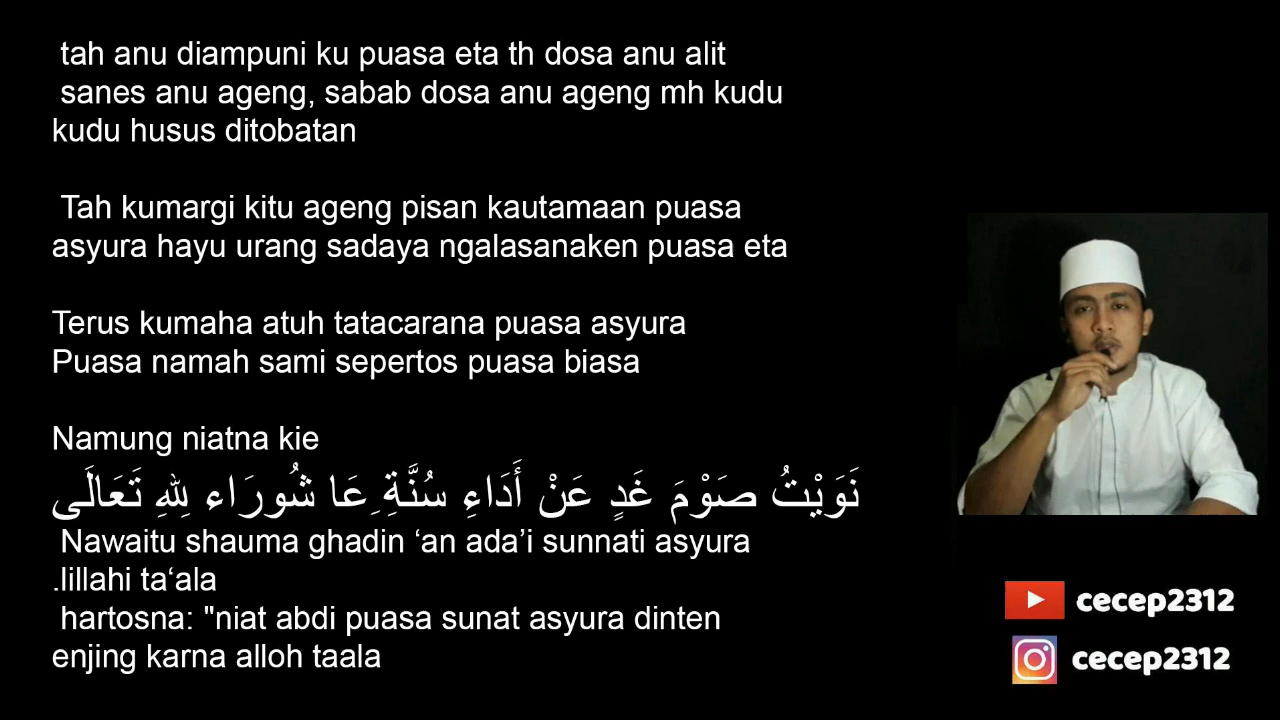 tah anu diampuni ku puasa eta th dosa anu alit
sanes anu ageng, sabab dosa anu ageng mh kudu
kudu husus ditobatan
Tah kumargi kitu ageng pisan kautamaan puasa
asyura hayu urang sadaya ngalasanaken puasa eta
Terus kumaha atuh tatacarana puasa asyura
Puasa namah sami sepertos puasa biasa
Namung niatna kie
نَوَيْتُ صَوْمَ غَدٍ عَنْ أَدَاءِ سُنَّةِ ِعَا شُورَاء لِلهِ تَعَالَى
Nawaitu shauma ghadin ‘an ada’i sunnati asyura
.lillahi ta‘ala
hartosna: "niat abdi puasa sunat asyura dinten
enjing karna alloh taala
cecep2312
cecep2312